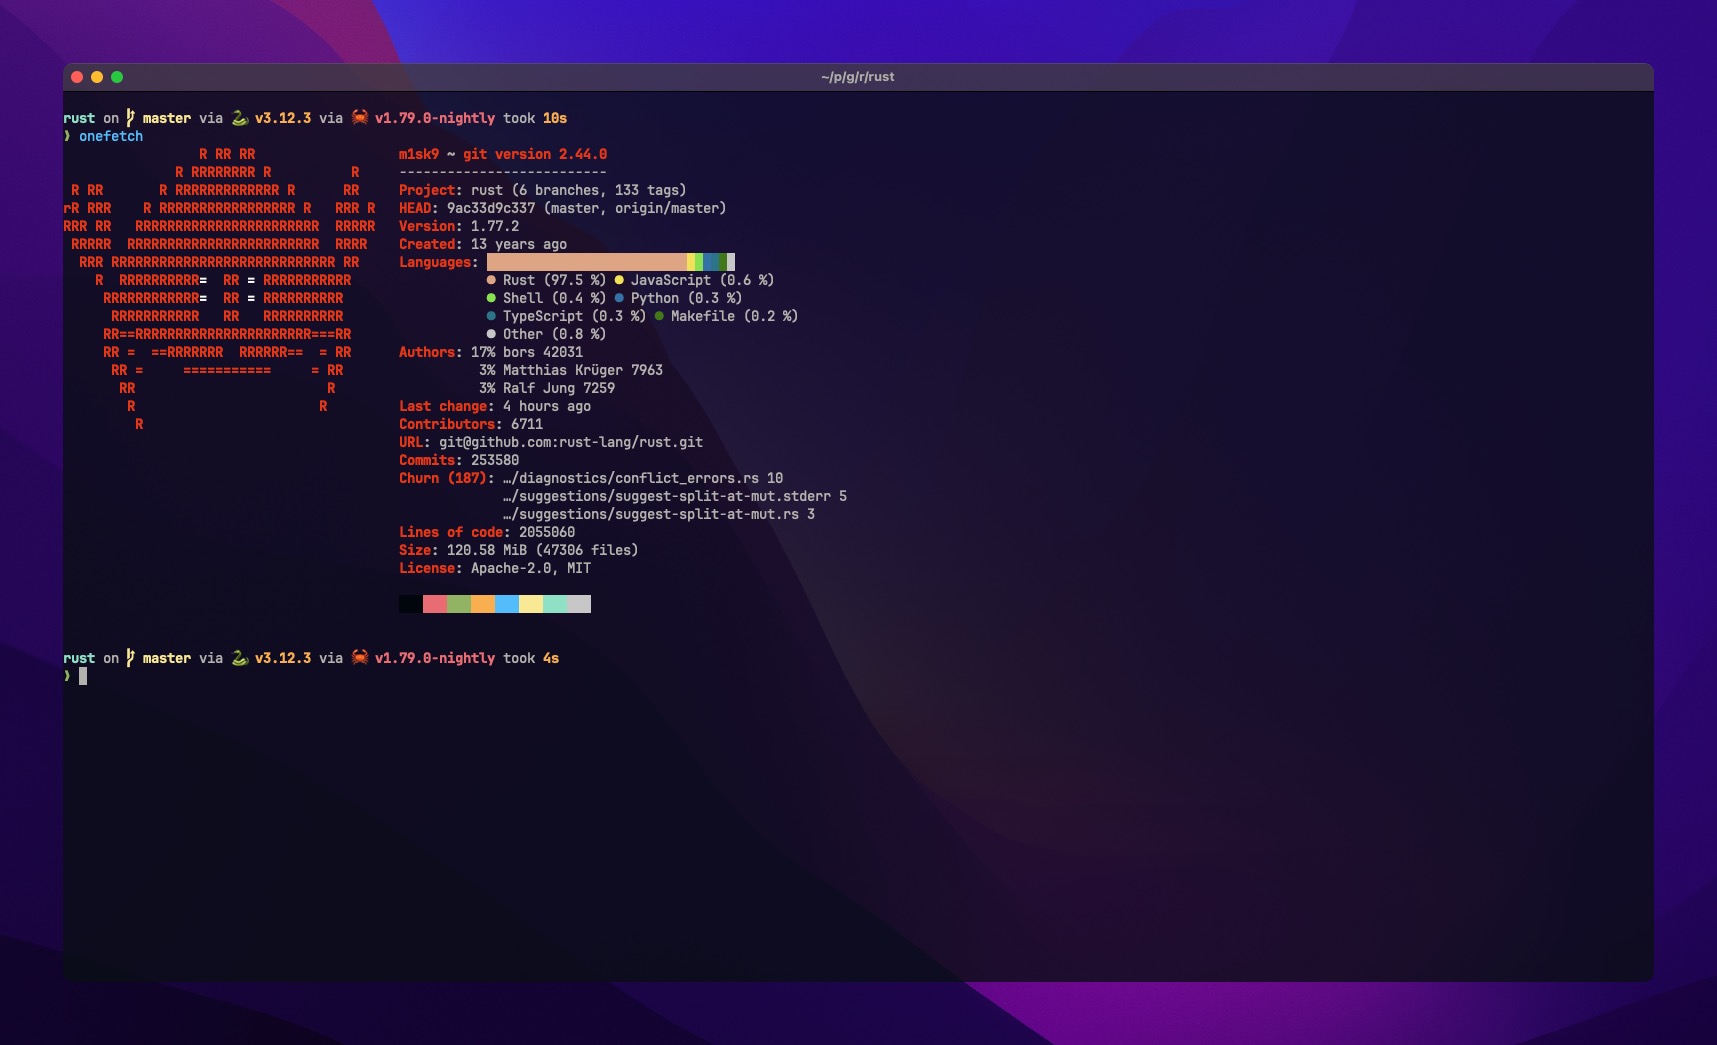 ~/p/g/r/rust
rust on master via 🐍 v3.12.3 via 🦀 v1.79.0-nightly took 10s
❯ onefetch
                 R RR RR                  m1sk9 ~ git version 2.44.0
              R RRRRRRRR R          R     --------------------------
 R RR       R RRRRRRRRRRRRR R      RR     Project: rust (6 branches, 133 tags)
rR RRR    R RRRRRRRRRRRRRRRRR R   RRR R   HEAD: 9ac33d9c337 (master, origin/master)
RRR RR   RRRRRRRRRRRRRRRRRRRRRRR  RRRRR   Version: 1.77.2
 RRRRR  RRRRRRRRRRRRRRRRRRRRRRRR  RRRR    Created: 13 years ago
  RRR RRRRRRRRRRRRRRRRRRRRRRRRRRRR RR     Languages:
    R  RRRRRRRRRR=  RR = RRRRRRRRRRR                 ● Rust (97.5 %) ● JavaScript (0.6 %)
     RRRRRRRRRRRR=  RR = RRRRRRRRRR                  ● Shell (0.4 %) ● Python (0.3 %)
      RRRRRRRRRRR   RR   RRRRRRRRRR                  ● TypeScript (0.3 %) ● Makefile (0.2 %)
     RR==RRRRRRRRRRRRRRRRRRRRRR===RR                 ● Other (0.8 %)
     RR =  ==RRRRRRR  RRRRRR==  = RR      Authors: 17% bors 42031
      RR =     ===========     = RR                 3% Matthias Krüger 7963
       RR                        R                  3% Ralf Jung 7259
        R                       R         Last change: 4 hours ago
         R                                Contributors: 6711
URL: git@github.com:rust-lang/rust.git
Commits: 253580
Churn (187): …/diagnostics/conflict_errors.rs 10
…/suggestions/suggest-split-at-mut.stderr 5
…/suggestions/suggest-split-at-mut.rs 3
Lines of code: 2055060
Size: 120.58 MiB (47306 files)
License: Apache-2.0, MIT
rust on master via 🐍 v3.12.3 via 🦀 v1.79.0-nightly took 4s
❯